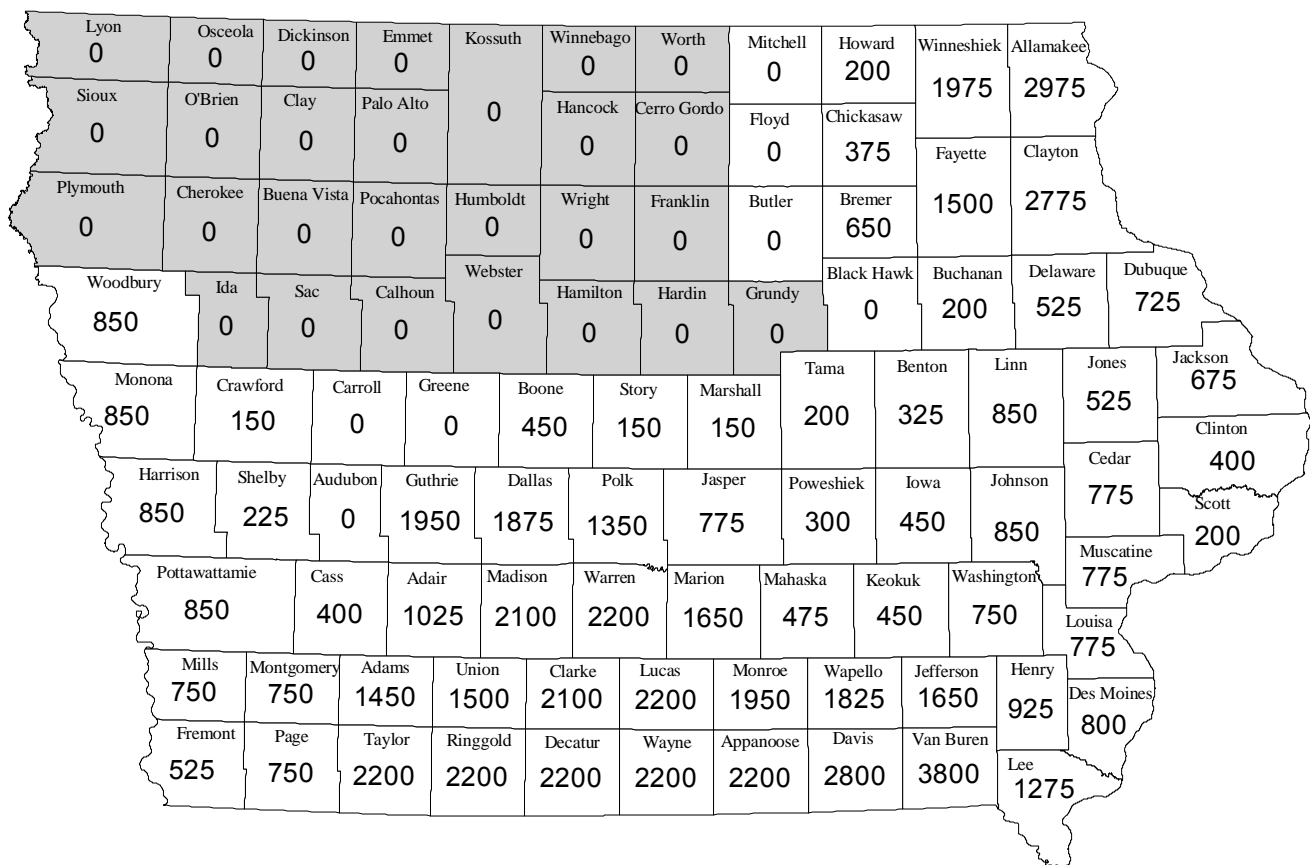 Lyon
0
Osceola
0
Dickinson
0
Emmet
0
Kossuth
0
Winnebago
0
Worth
0
Mitchell
0
Howard
200
Winneshiek
1975
Allamakee
2975
Sioux
0
O'Brien
0
Clay
0
Palo Alto
0
Hancock
0
Cerro Gordo
0
Floyd
0
Chickasaw
375
Fayette
1500
Clayton
2775
Plymouth
0
Cherokee
0
Buena Vista
0
Pocahontas
0
Humboldt
0
Wright
0
Franklin
0
Butler
0
Bremer
650
Woodbury
850
Ida
0
Sac
0
Calhoun
0
Webster
0
Hamilton
0
Hardin
0
Grundy
0
Black Hawk
0
Buchanan
200
Delaware
525
Dubuque
725
Monona
850
Crawford
150
Carroll
0
Greene
0
Boone
450
Story
150
Marshall
150
Tama
200
Benton
325
Linn
850
Jones
525
Jackson
675
Clinton
400
Harrison
850
Shelby
225
Audubon
0
Guthrie
1950
Dallas
1875
Polk
1350
Jasper
775
Poweshiek
300
Iowa
450
Johnson
850
Cedar
775
Scott
200
Muscatine
775
Pottawattamie
850
Cass
400
Adair
1025
Madison
2100
Warren
2200
Marion
1650
Mahaska
475
Keokuk
450
Washington
750
Louisa
775
Mills
750
Montgomery
750
Adams
1450
Union
1500
Clarke
2100
Lucas
2200
Monroe
1950
Wapello
1825
Jefferson
1650
Henry
925
Des Moines
800
Fremont
525
Page
750
Taylor
2200
Ringgold
2200
Decatur
2200
Wayne
2200
Appanoose
2200
Davis
2800
Van Buren
3800
Lee
1275